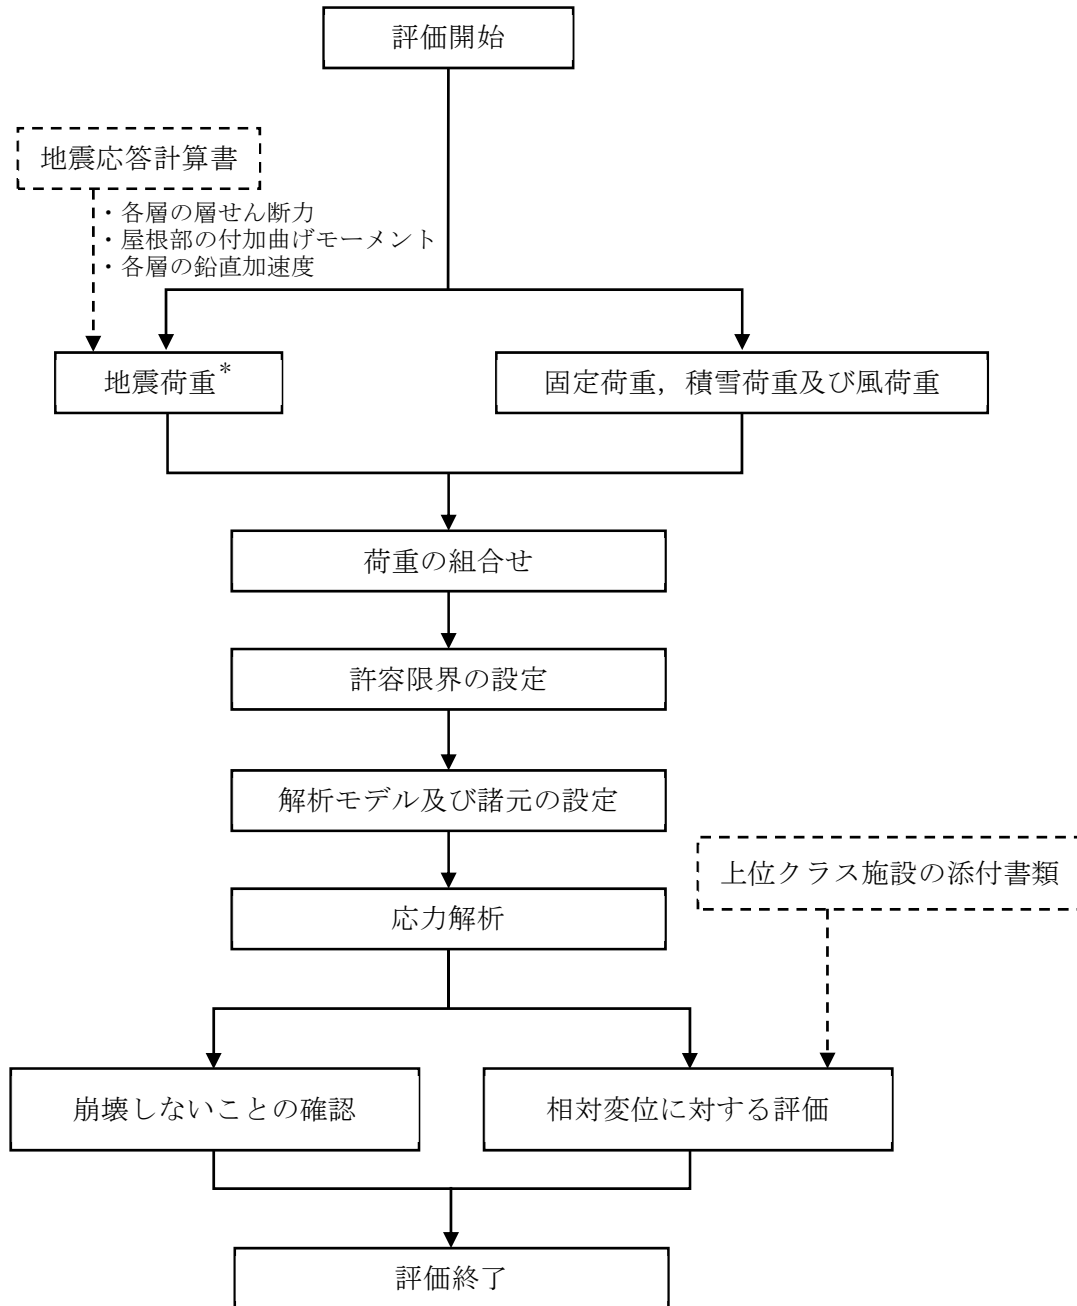 評価開始
地震応答計算書
・各層の層せん断力
・屋根部の付加曲げモーメント
・各層の鉛直加速度
地震荷重*
固定荷重，積雪荷重及び風荷重
荷重の組合せ
許容限界の設定
解析モデル及び諸元の設定
上位クラス施設の添付書類
応力解析
崩壊しないことの確認
相対変位に対する評価
評価終了